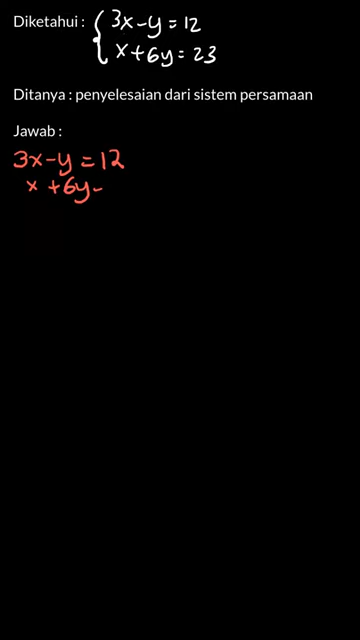 Diketahui : { 3x - y = 12
x + 6y = 23
Ditanya : penyelesaian dari sistem persamaan
Jawab :
3x - y = 12
x + 6y -